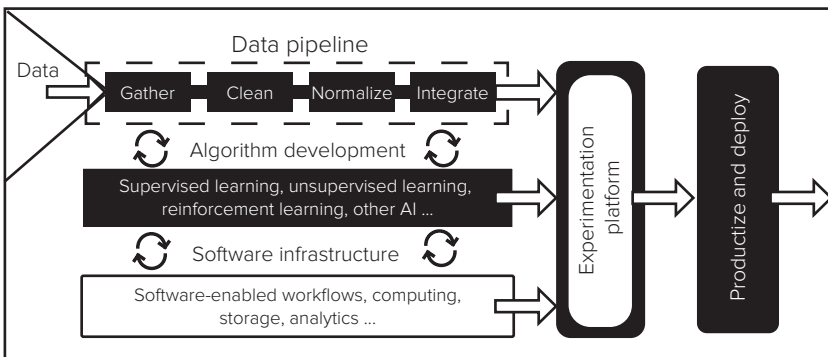 Data pipeline
Data
Gather
Clean
Normalize
Integrate
Algorithm development
Supervised learning, unsupervised learning,
reinforcement learning, other AI ...
Software infrastructure
Software-enabled workflows, computing,
storage, analytics ...
Experimentation
platform
Productize and deploy